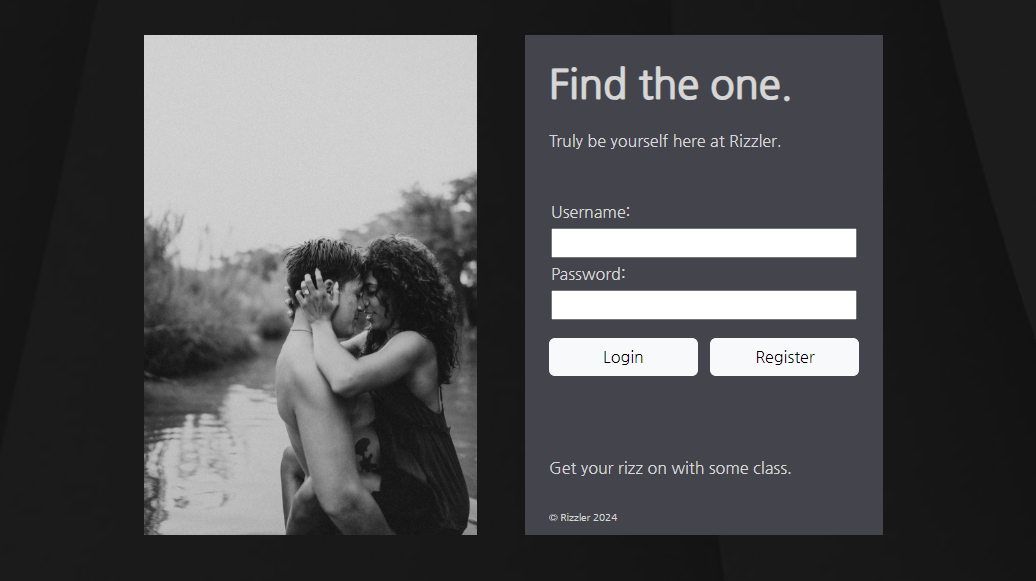 Find the one.
Truly be yourself here at Rizzler.
Username:
Password:
Login
Register
Get your rizz on with some class.
© Rizzler 2024